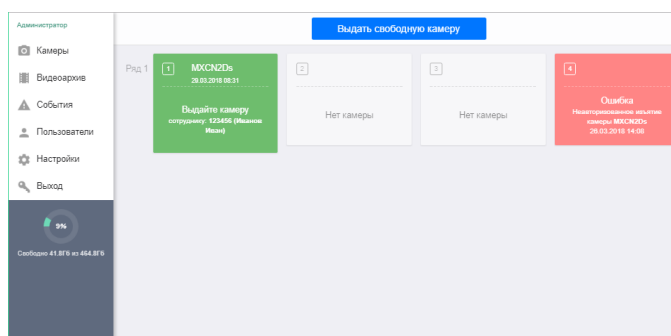 Администратор
Выдать свободную камеру
Камеры
Видеоархив
События
Пользователи
Настройки
Выход
9%
Свободно 41.8Гб из 464.8Гб
Ряд 1
1
MXCN2Ds
26.03.2018 08:31
Выдайте камеру
сотруднику: 123456 (Иванов
Иван)
2
Нет камеры
3
Нет камеры
4
Ошибка
Неавторизованное изъятие
камеры MXCN2Ds
26.03.2018 14:08